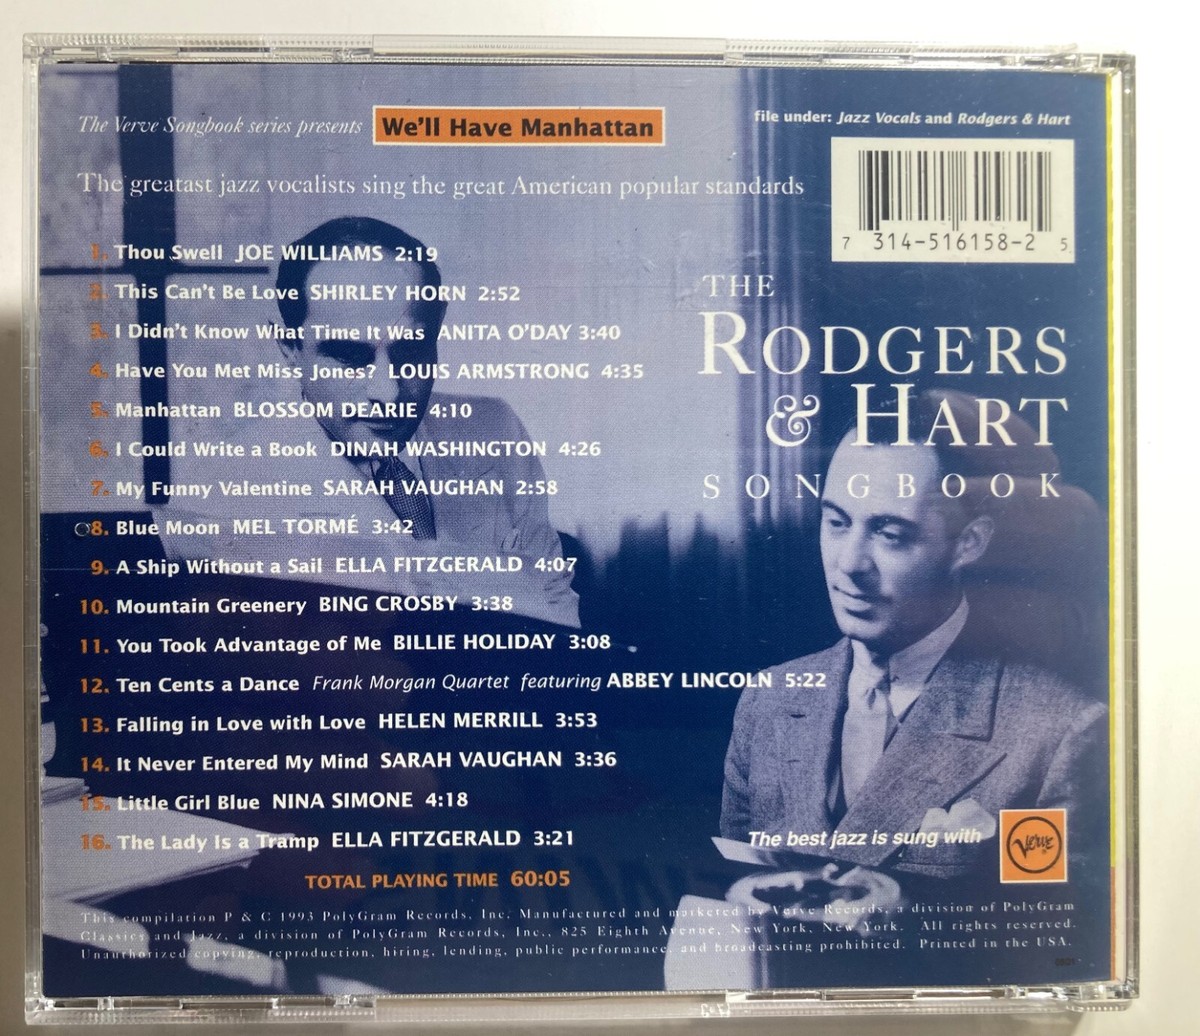 The Verve Songbook series presents We'll Have Manhattan
file under: Jazz Vocals and Rodgers & Hart
The greatast jazz vocalists sing the great American popular standards
7 314-516158-2 5
1. Thou Swell JOE WILLIAMS 2:19
2. This Can't Be Love SHIRLEY HORN 2:52
3. I Didn't Know What Time It Was ANITA O'DAY 3:40
4. Have You Met Miss Jones? LOUIS ARMSTRONG 4:35
5. Manhattan BLOSSOM DEARIE 4:10
6. I Could Write a Book DINAH WASHINGTON 4:26
7. My Funny Valentine SARAH VAUGHAN 2:58
8. Blue Moon MEL TORMÉ 3:42
9. A Ship Without a Sail ELLA FITZGERALD 4:07
10. Mountain Greenery BING CROSBY 3:38
11. You Took Advantage of Me BILLIE HOLIDAY 3:08
12. Ten Cents a Dance Frank Morgan Quartet featuring ABBEY LINCOLN 5:22
13. Falling in Love with Love HELEN MERRILL 3:53
14. It Never Entered My Mind SARAH VAUGHAN 3:36
15. Little Girl Blue NINA SIMONE 4:18
16. The Lady Is a Tramp ELLA FITZGERALD 3:21
TOTAL PLAYING TIME 60:05
THE
RODGERS
& HART
SONGBOOK
The best jazz is sung with
Verve
This compilation P & C 1993 PolyGram Records, Inc. Manufactured and marketed by Verve Records, a division of PolyGram
Classics and Jazz, a division of PolyGram Records, Inc., 825 Eighth Avenue, New York, New York. All rights reserved.
Unauthorized copying, reproduction, hiring, lending, public performance, and broadcasting prohibited. Printed in the USA.